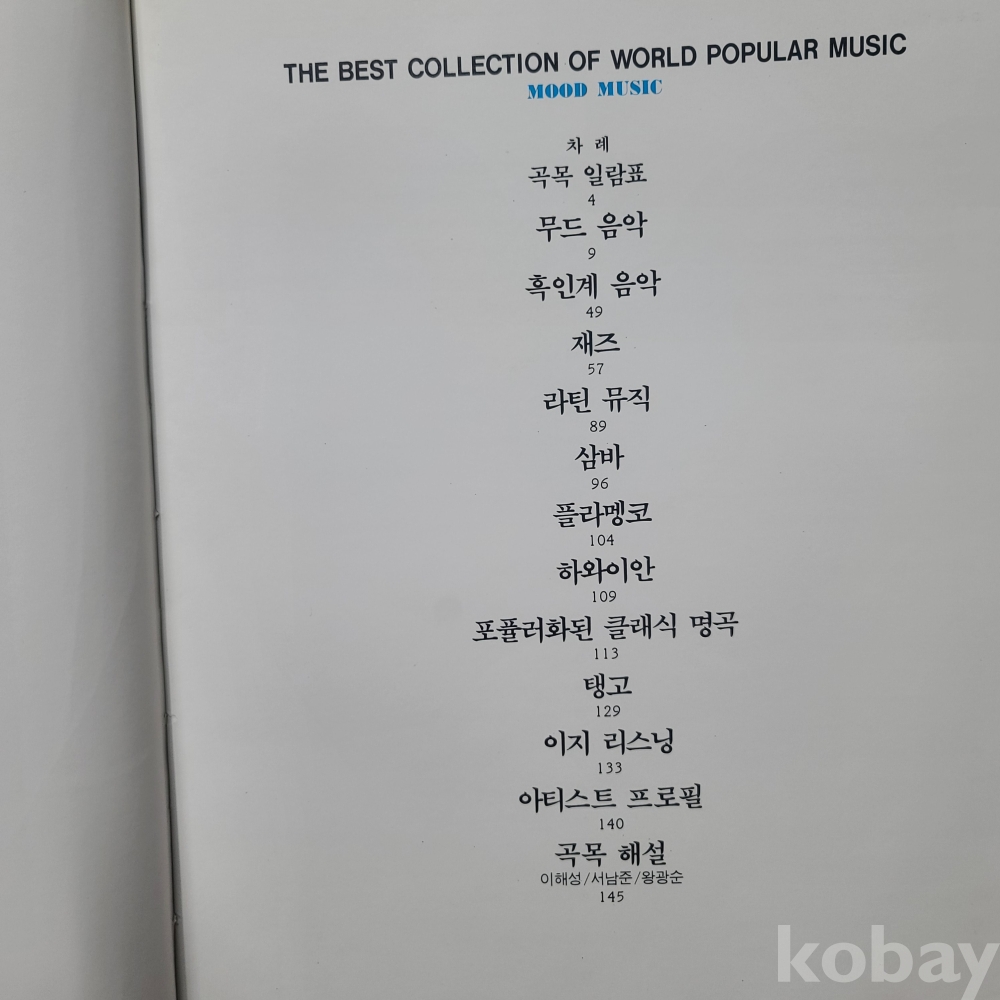 THE BEST COLLECTION OF WORLD POPULAR MUSIC
MOOD MUSIC
차 례
곡목 일람표
4
무드 음악
9
흑인계 음악
49
재즈
57
라틴 뮤직
89
삼바
96
플라멩코
104
하와이안
109
포퓰러화된 클래식 명곡
113
탱고
129
이지 리스닝
133
아티스트 프로필
140
곡목 해설
이해성/서남준/왕광순
145
kobay